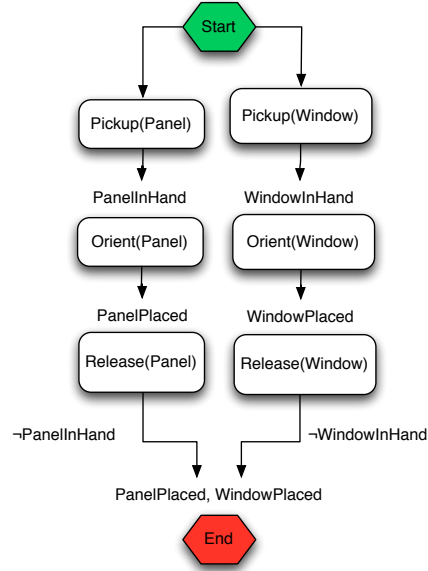 Start
Pickup(Panel)
Pickup(Window)
PanelInHand
WindowInHand
Orient(Panel)
Orient(Window)
PanelPlaced
WindowPlaced
Release(Panel)
Release(Window)
¬PanelInHand
¬WindowInHand
PanelPlaced, WindowPlaced
End